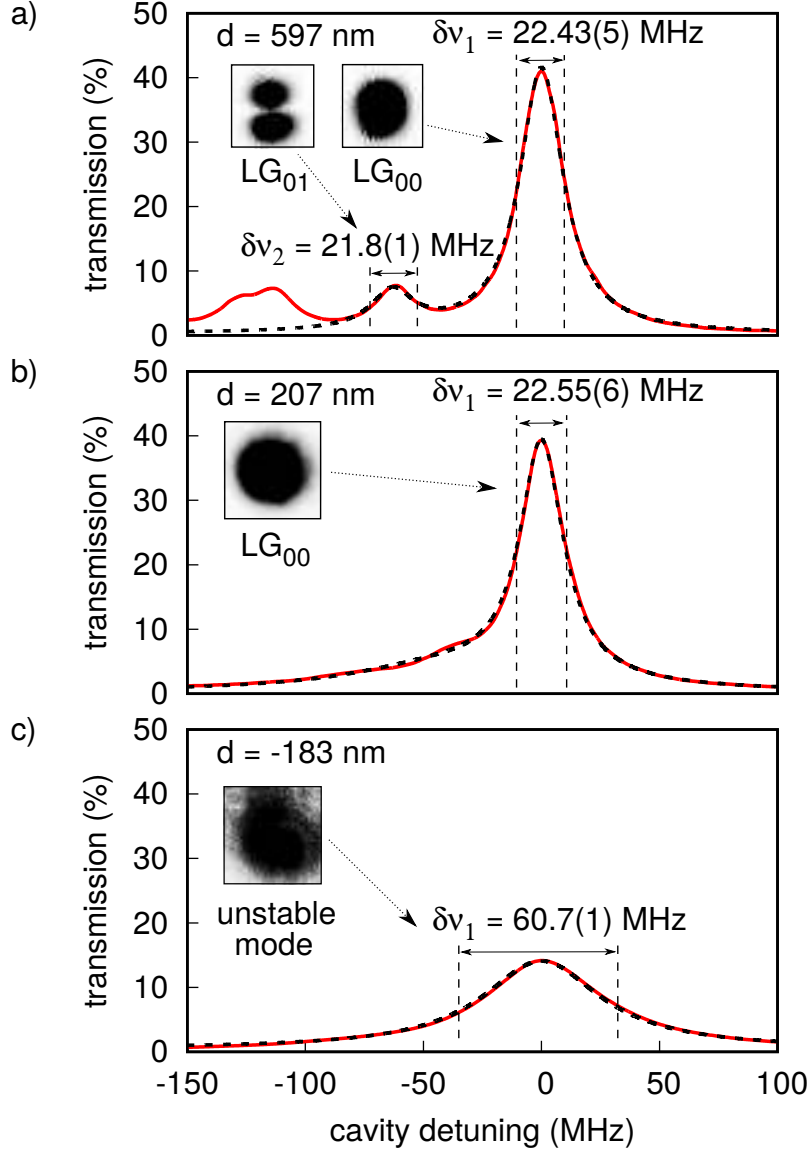 a)
50
40
30
20
10
0
transmission (%)
d = 597 nm
δν₁ = 22.43(5) MHz
LG₀₁
LG₀₀
δν₂ = 21.8(1) MHz
b)
50
40
30
20
10
0
transmission (%)
d = 207 nm
δν₁ = 22.55(6) MHz
LG₀₀
c)
50
40
30
20
10
0
transmission (%)
d = -183 nm
unstable
mode
δν₁ = 60.7(1) MHz
-150 -100 -50 0 50 100
cavity detuning (MHz)